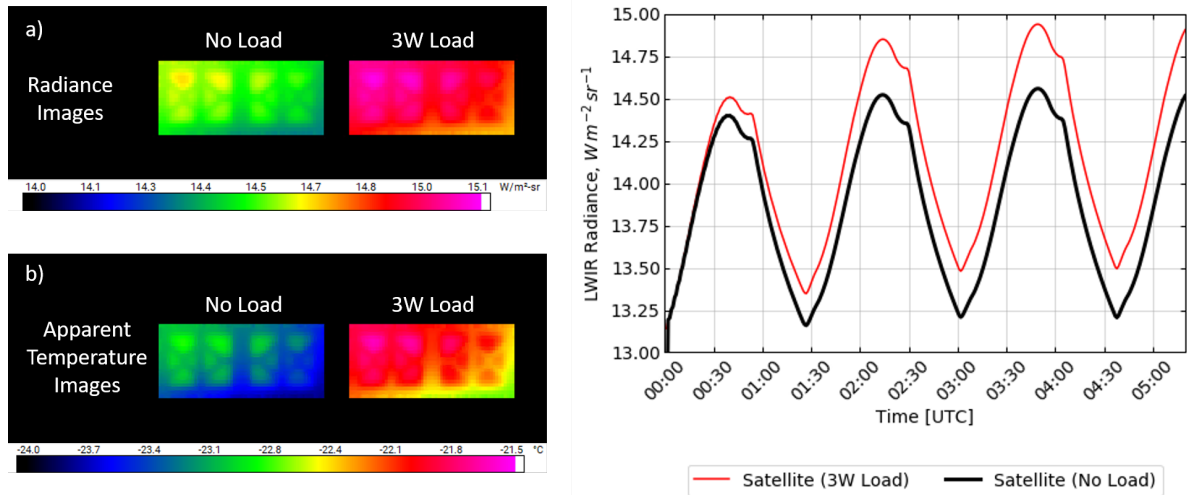 a)
No Load
3W Load
Radiance
Images
14.0 14.1 14.3 14.4 14.5 14.7 14.8 15.0 15.1 W/m²-sr
b)
No Load
3W Load
Apparent
Temperature
Images
-24.0 -23.7 -23.4 -23.1 -22.8 -22.4 -22.1 -21.8 -21.5 °C
LWIR Radiance, W m⁻² sr⁻¹
15.00
14.75
14.50
14.25
14.00
13.75
13.50
13.25
13.00
00:00 00:30 01:00 01:30 02:00 02:30 03:00 03:30 04:00 04:30 05:00
Time [UTC]
Satellite (3W Load) Satellite (No Load)